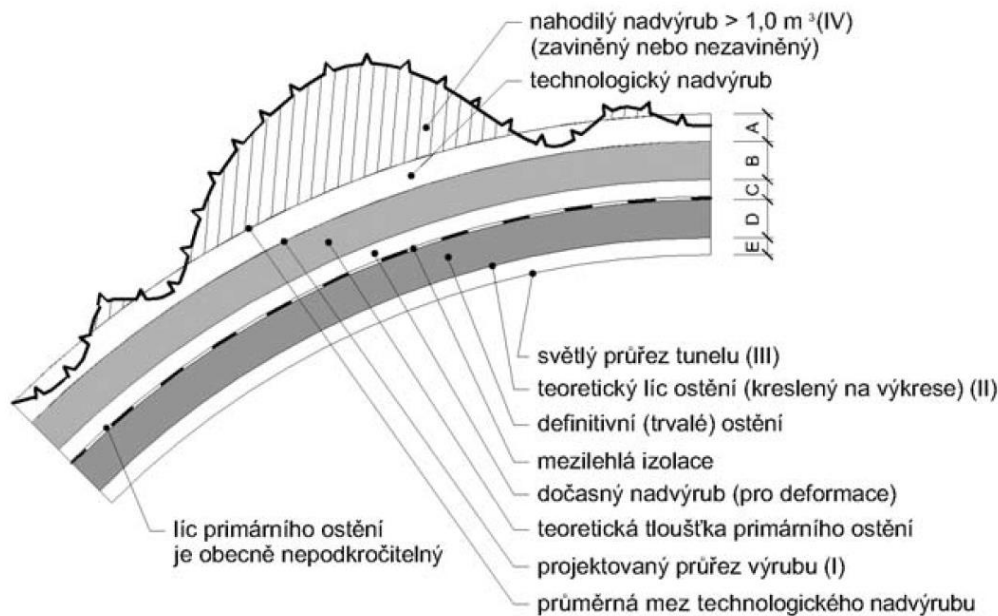 nahodilý nadvýrub > 1,0 m ³(IV)
(zaviněný nebo nezaviněný)
technologický nadvýrub
A
B
C
D
E
světlý průřez tunelu (III)
teoretický líc ostění (kreslený na výkrese) (II)
definitivní (trvalé) ostění
mezilehlá izolace
dočasný nadvýrub (pro deformace)
teoretická tloušťka primárního ostění
projektovaný průřez výrubu (I)
průměrná mez technologického nadvýrubu
líc primárního ostění
je obecně nepodkročitelný